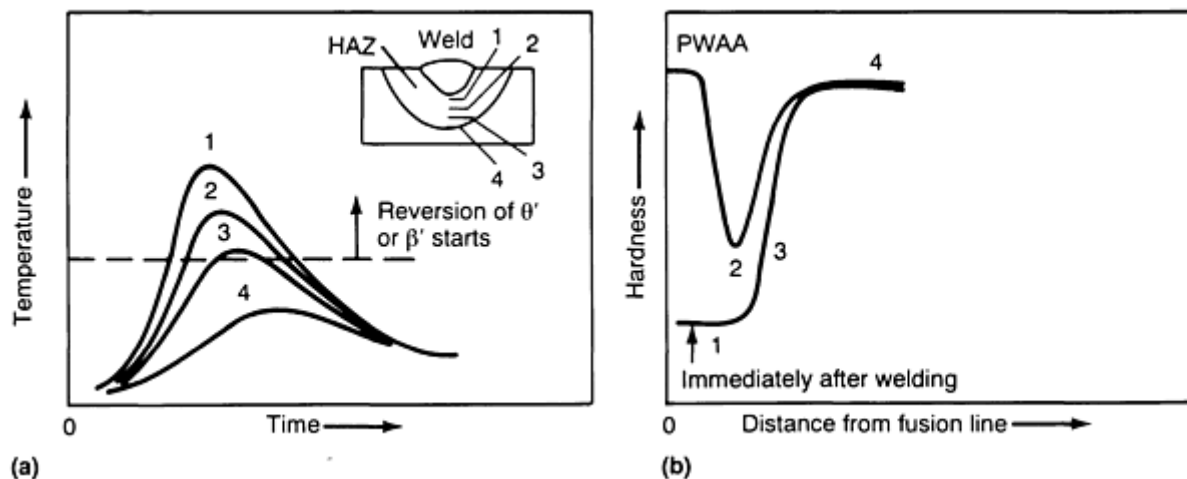 HAZ
Weld
1
2
3
4
1
2
3
4
Reversion of θ′
or β′ starts
Temperature
0
Time
(a)
PWAA
4
2
3
1
Immediately after welding
Hardness
0
Distance from fusion line
(b)